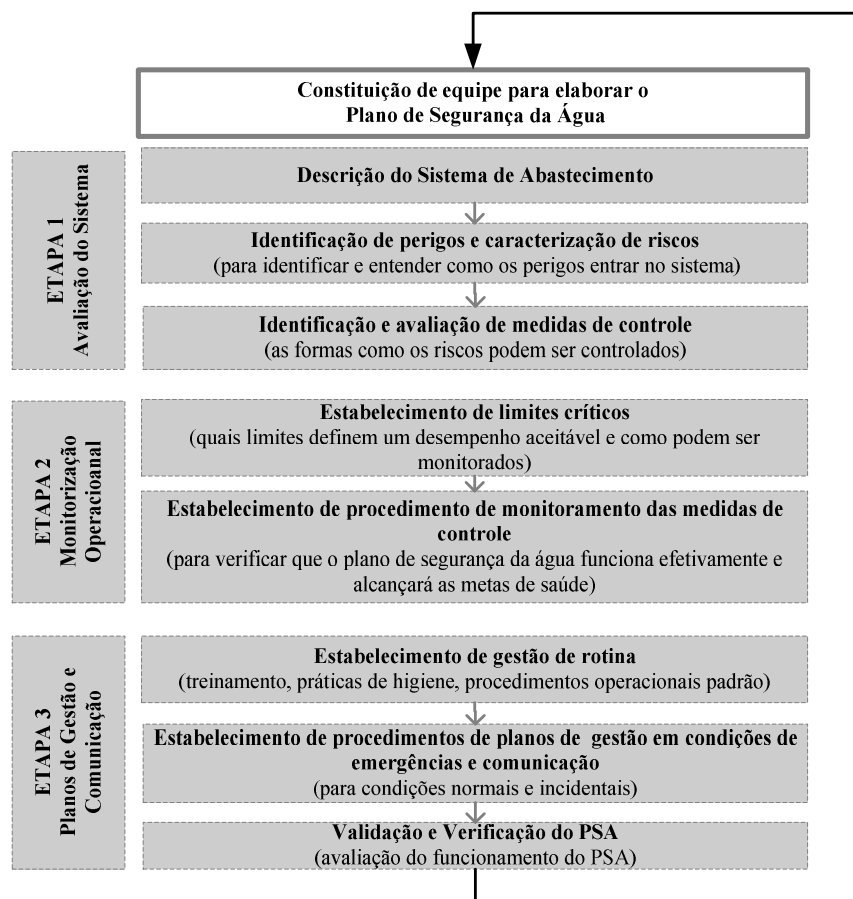 Constituição de equipe para elaborar o
Plano de Segurança da Água
ETAPA 1
Avaliação do Sistema
Descrição do Sistema de Abastecimento
Identificação de perigos e caracterização de riscos
(para identificar e entender como os perigos entrar no sistema)
Identificação e avaliação de medidas de controle
(as formas como os riscos podem ser controlados)
ETAPA 2
Monitorização
Operacioanal
Estabelecimento de limites críticos
(quais limites definem um desempenho aceitável e como podem ser
monitorados)
Estabelecimento de procedimento de monitoramento das medidas de
controle
(para verificar que o plano de segurança da água funciona efetivamente e
alcançará as metas de saúde)
ETAPA 3
Planos de Gestão e
Comunicação
Estabelecimento de gestão de rotina
(treinamento, práticas de higiene, procedimentos operacionais padrão)
Estabelecimento de procedimentos de planos de gestão em condições de
emergências e comunicação
(para condições normais e incidentais)
Validação e Verificação do PSA
(avaliação do funcionamento do PSA)